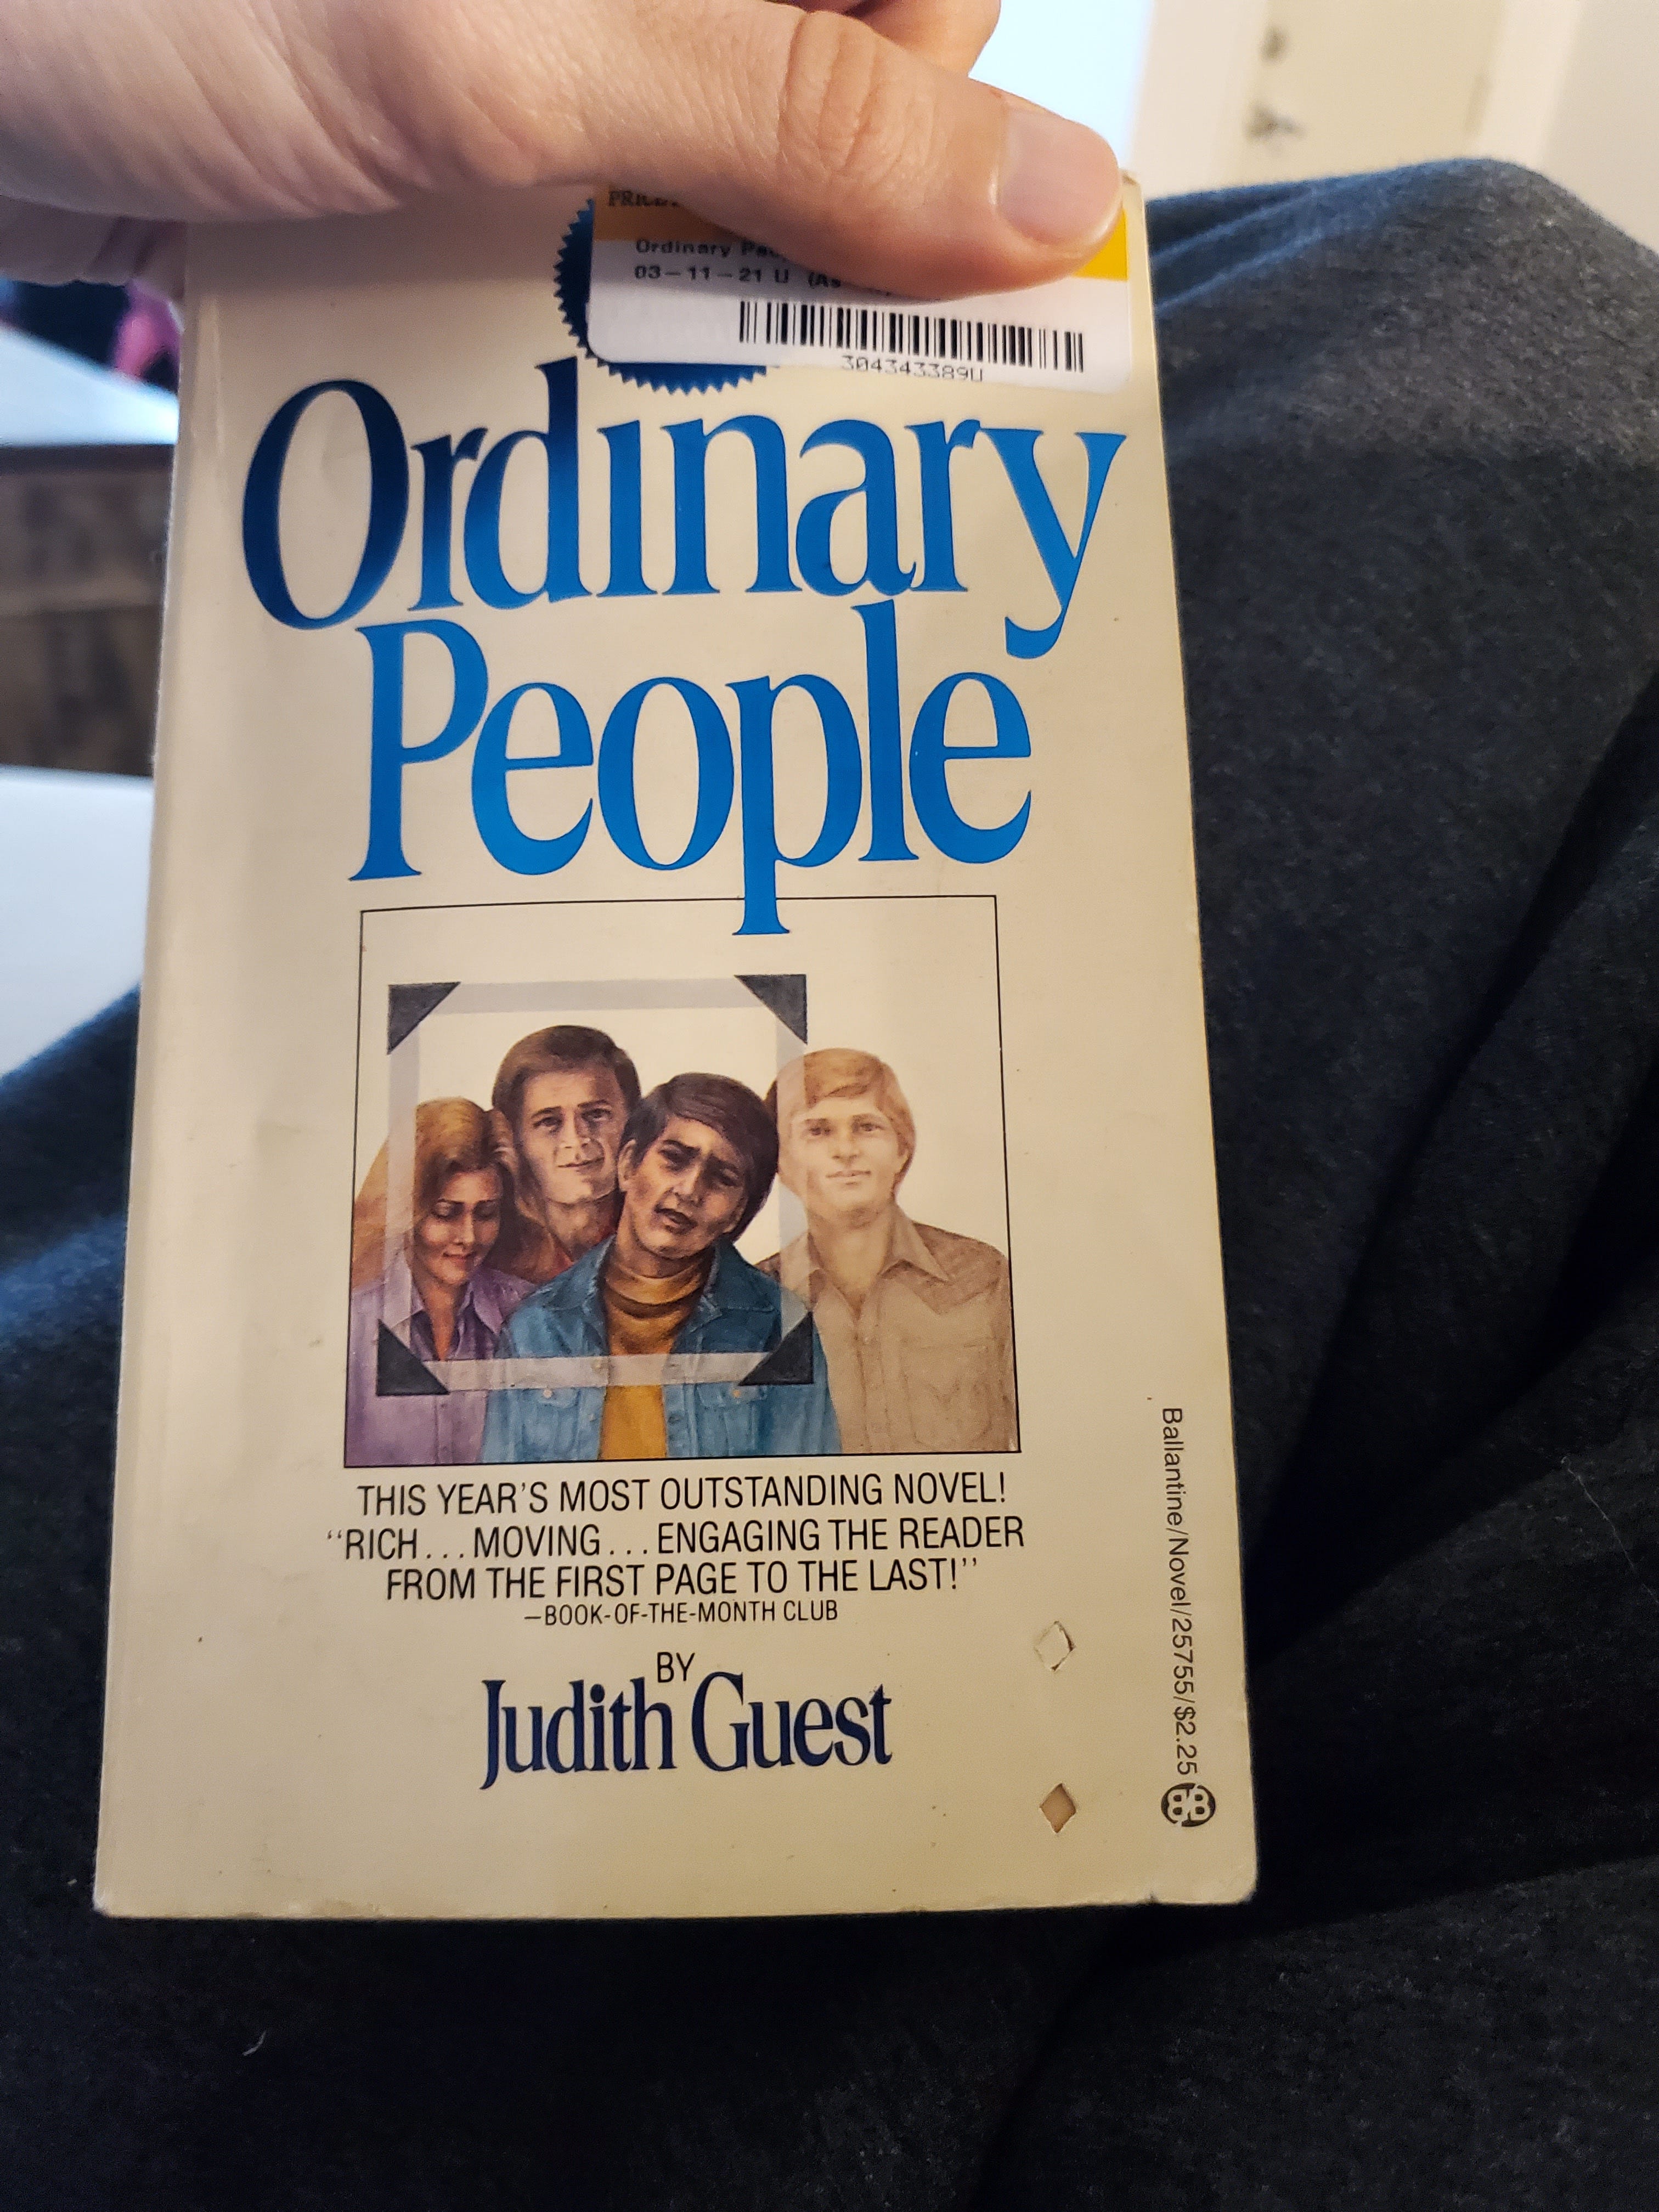 Ordinary
03-11-21 U
304343389U
Ordinary
People
THIS YEAR'S MOST OUTSTANDING NOVEL!
"RICH...MOVING...ENGAGING THE READER
FROM THE FIRST PAGE TO THE LAST!"
—BOOK-OF-THE-MONTH CLUB
BY
Judith Guest
Ballantine/Novel/25755/$2.25
BB